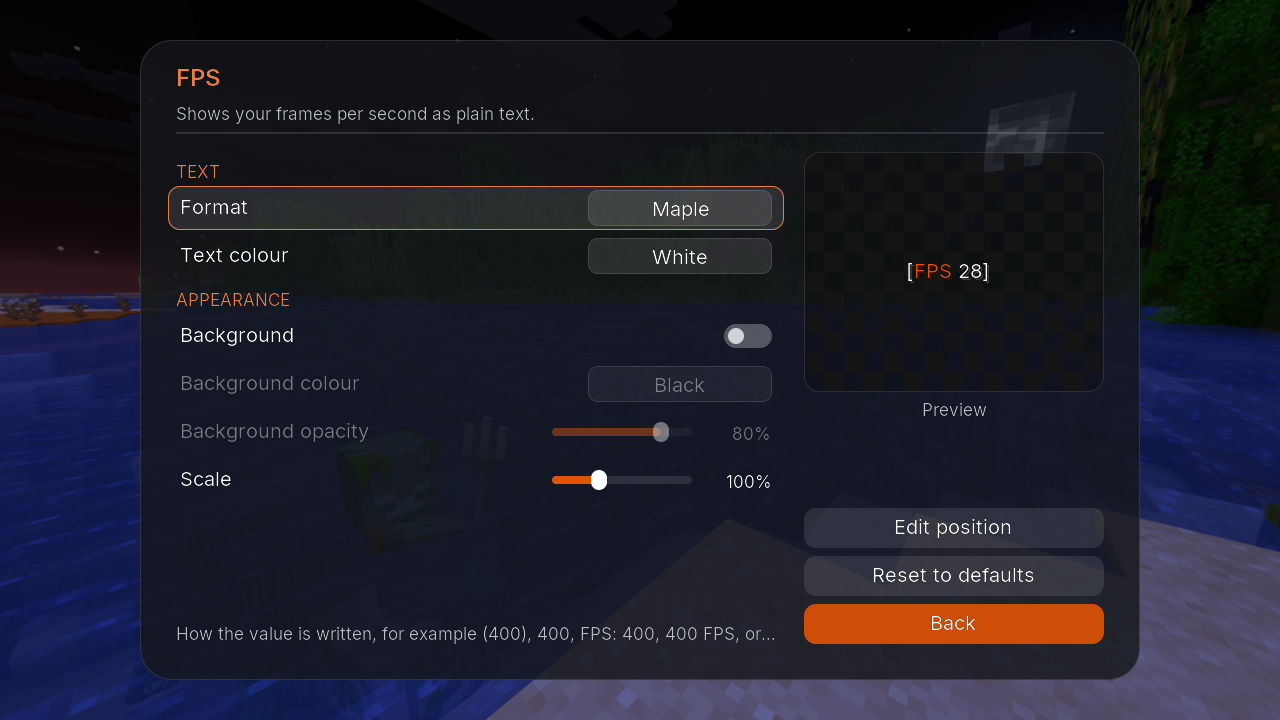 FPS
Shows your frames per second as plain text.
TEXT
Format
Maple
Text colour
White
APPEARANCE
Background
Background colour
Black
Background opacity
80%
Scale
100%
How the value is written, for example (400), 400, FPS: 400, 400 FPS, or...
[FPS 28]
Preview
Edit position
Reset to defaults
Back